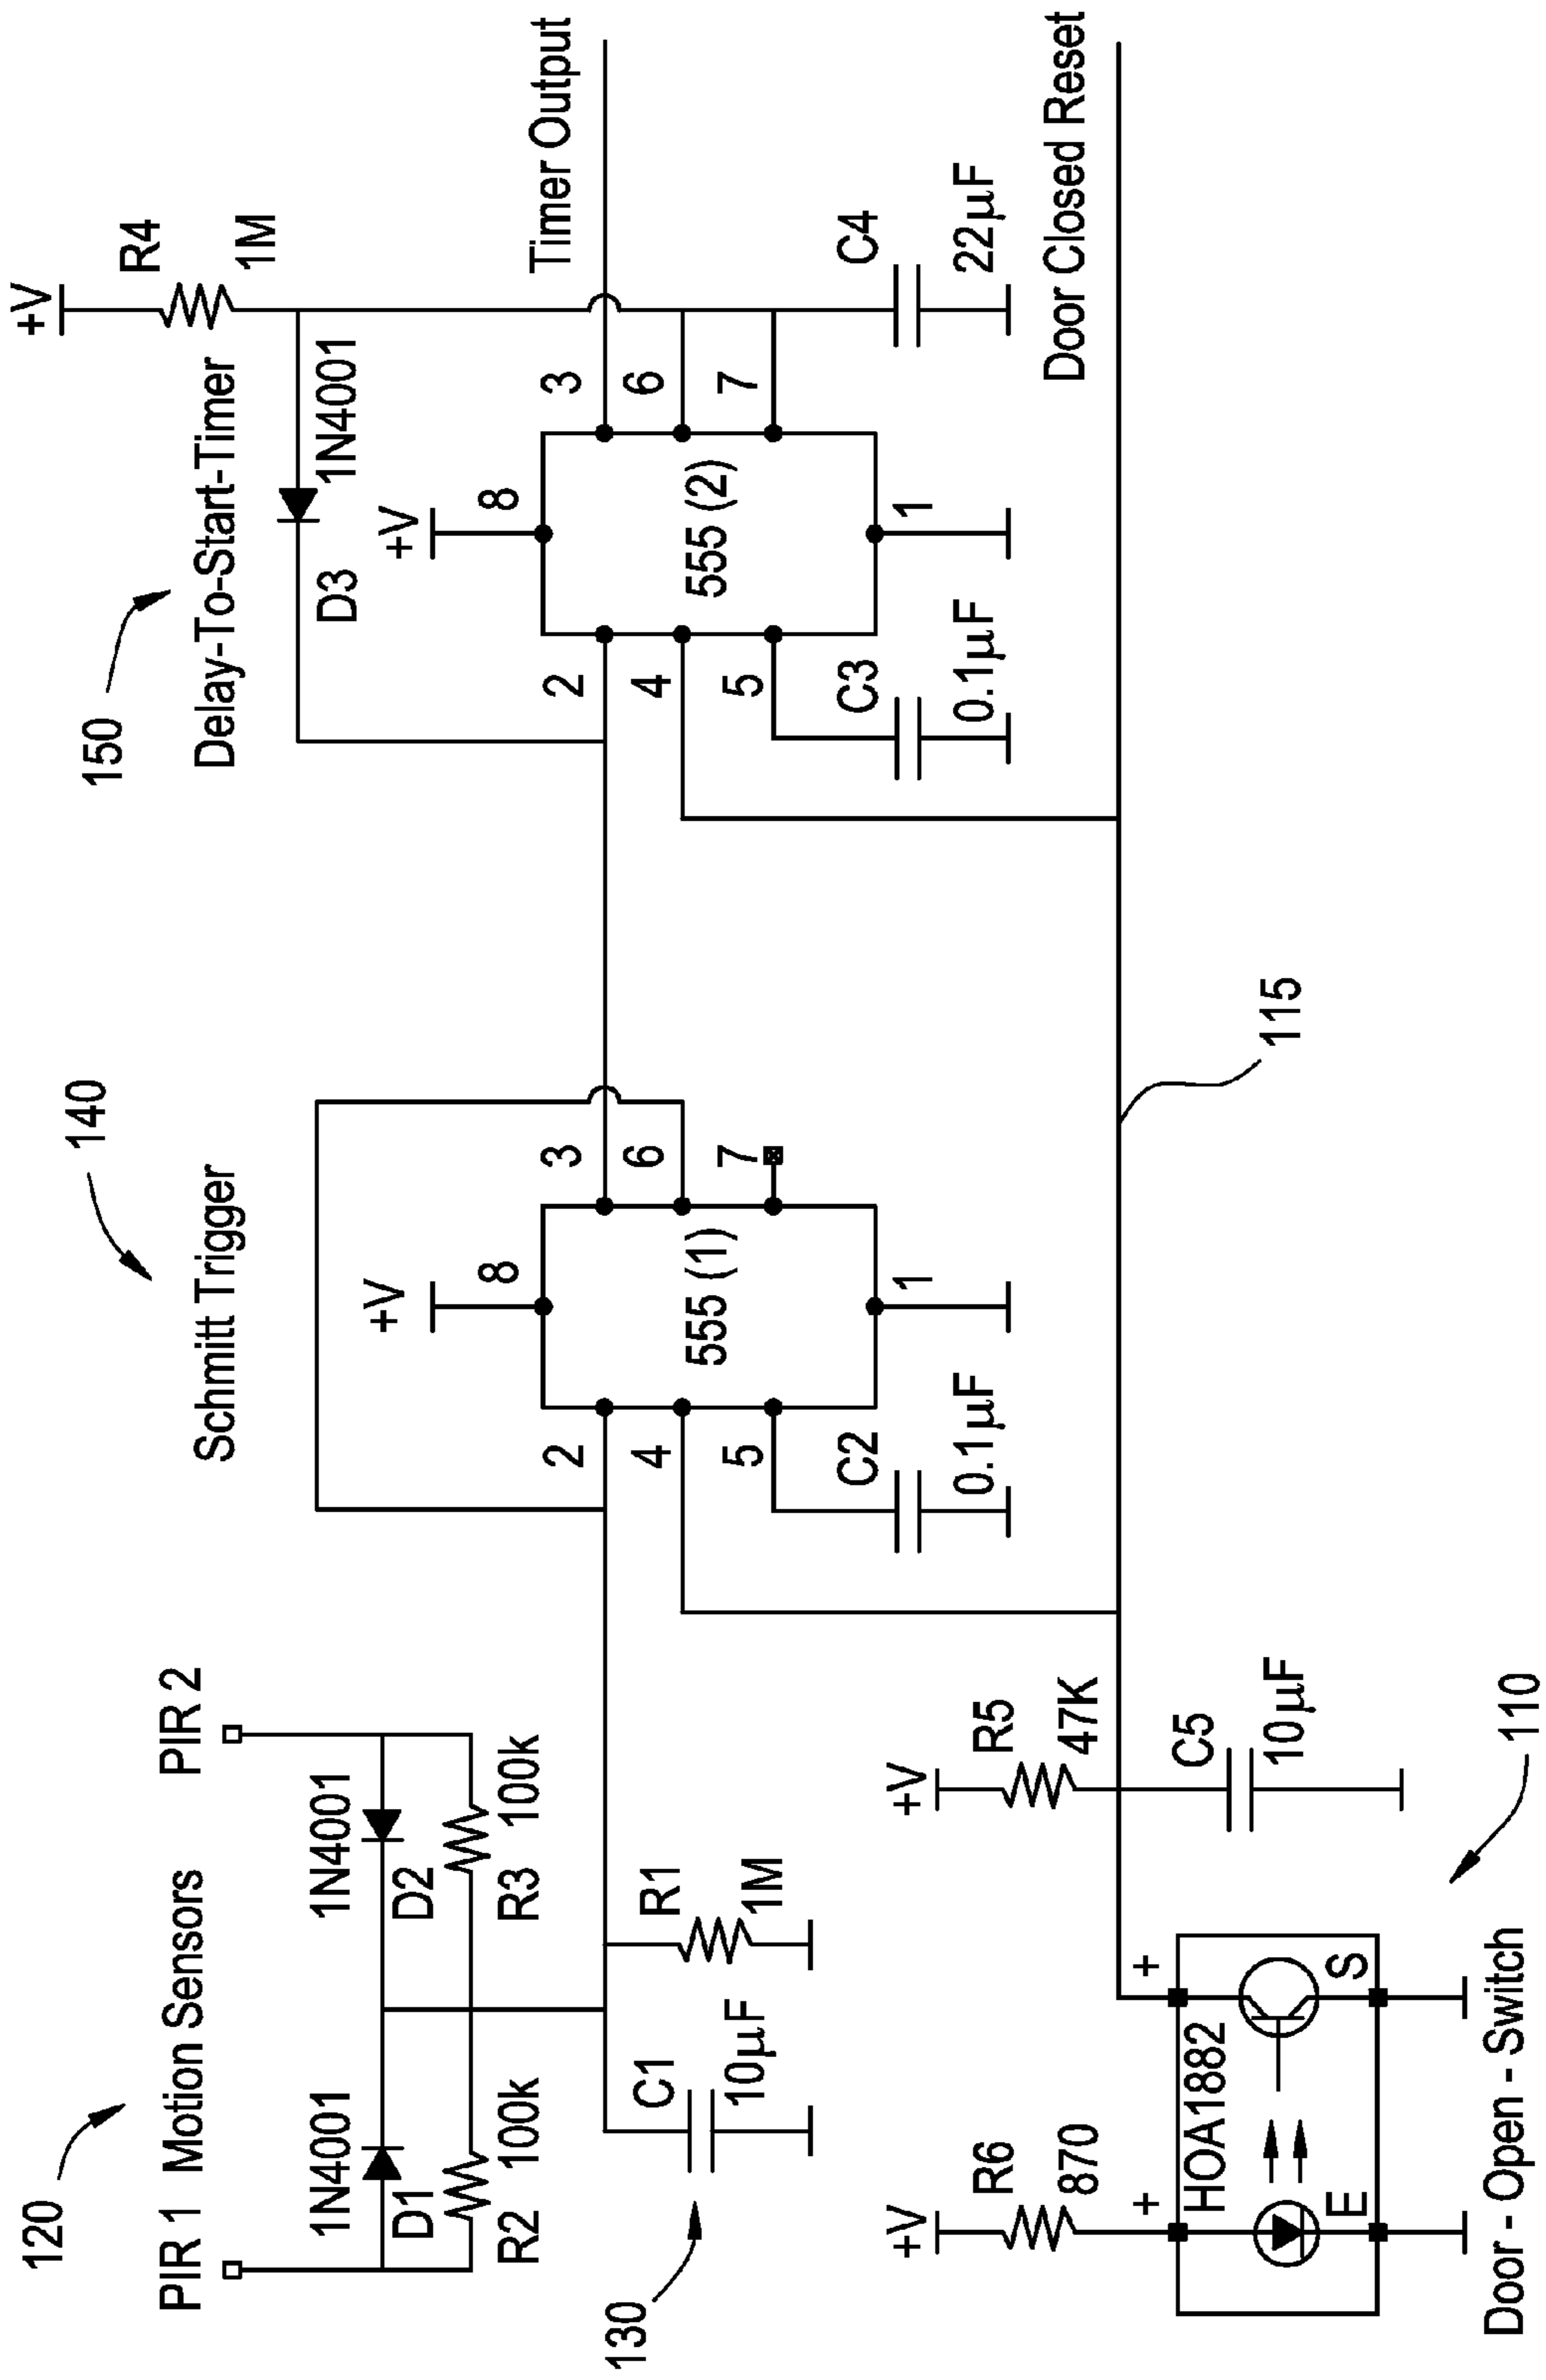 120
PIR 1 Motion Sensors PIR 2
1N4001
1N4001
D1
D2
R2 100k
R3 100k
130
C1
10µF
R1
1M
140
Schmitt Trigger
+V
8
2
3
4
6
5
7
555 (1)
1
C2
0.1µF
150
Delay-To-Start-Timer
+V
R4
1M
D3 1N4001
+V
8
2
3
4
6
5
7
555 (2)
1
C3
0.1µF
C4
22µF
Timer Output
Door Closed Reset
115
+V
R6
870
+V
R5
47K
C5
10µF
+
+
HOA1882
E
S
110
Door - Open - Switch